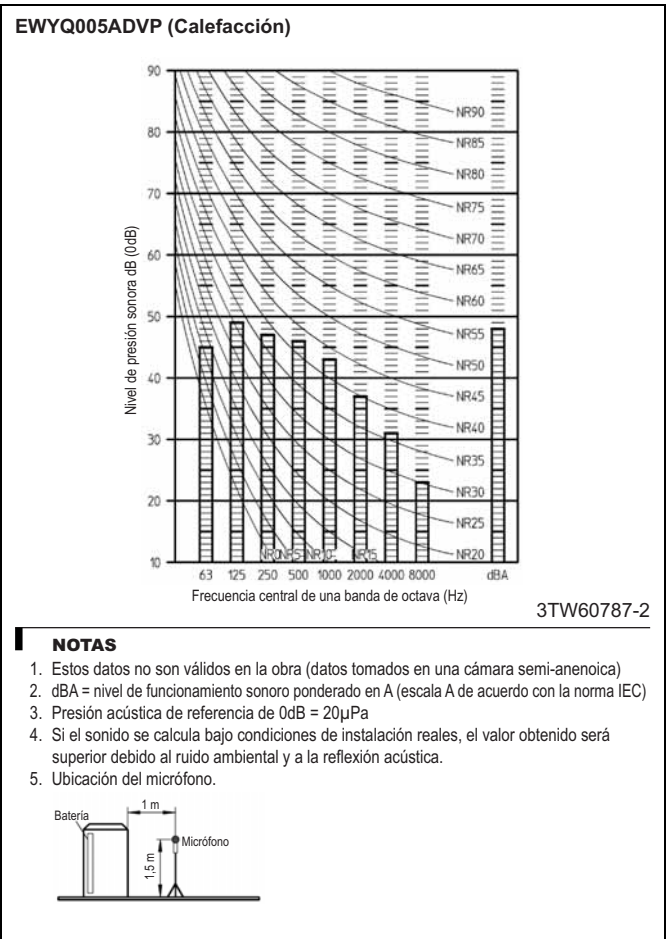 EWYQ005ADVP (Calefacción)
Nivel de presión sonora dB (0dB)
90
80
70
60
50
40
30
20
10
NR90
NR85
NR80
NR75
NR70
NR65
NR60
NR55
NR50
NR45
NR40
NR35
NR30
NR25
NR20
NR0 NR5 NR10 NR15
63 125 250 500 1000 2000 4000 8000 dBA
Frecuencia central de una banda de octava (Hz)
3TW60787-2
NOTAS
1. Estos datos no son válidos en la obra (datos tomados en una cámara semi-anenoica)
2. dBA = nivel de funcionamiento sonoro ponderado en A (escala A de acuerdo con la norma IEC)
3. Presión acústica de referencia de 0dB = 20µPa
4. Si el sonido se calcula bajo condiciones de instalación reales, el valor obtenido será
superior debido al ruido ambiental y a la reflexión acústica.
5. Ubicación del micrófono.
Batería
1 m
Micrófono
1,5 m